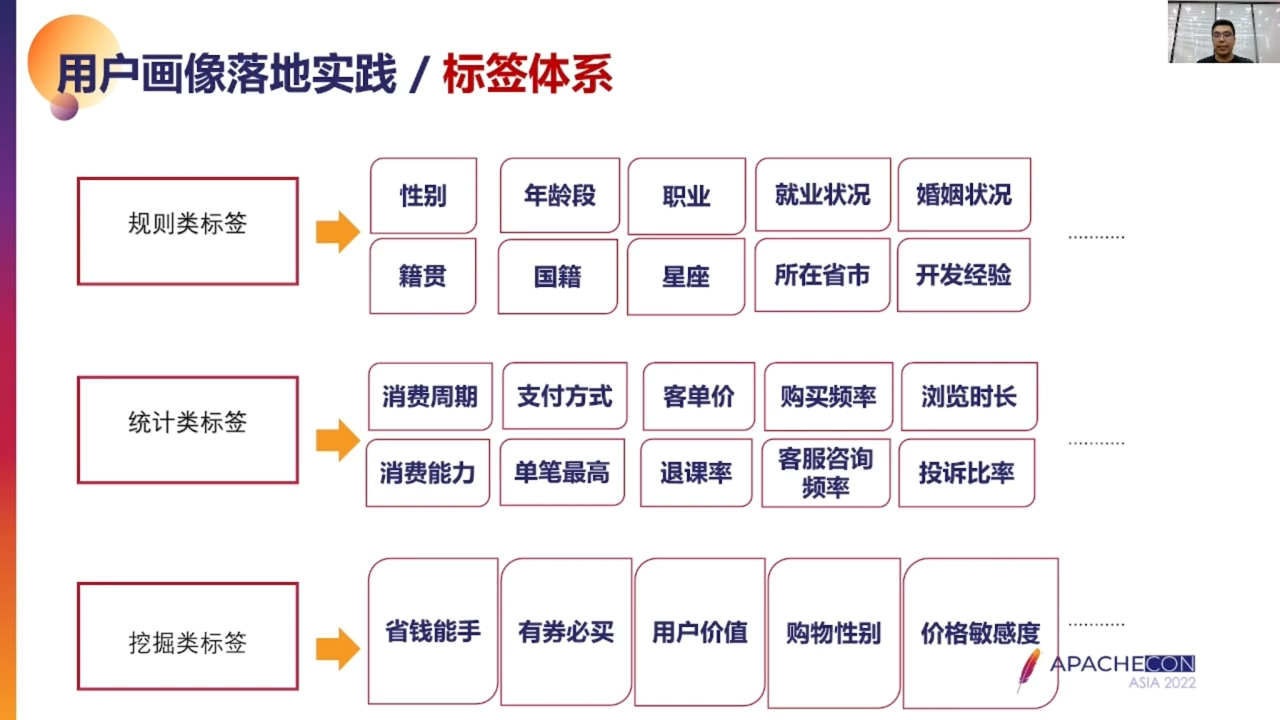 用户画像落地实践 / 标签体系
规则类标签
性别
年龄段
职业
就业状况
婚姻状况
籍贯
国籍
星座
所在省市
开发经验
...........
统计类标签
消费周期
支付方式
客单价
购买频率
浏览时长
消费能力
单笔最高
退课率
客服咨询
频率
投诉比率
...........
挖掘类标签
省钱能手
有券必买
用户价值
购物性别
价格敏感度
...........
APACHECON
ASIA 2022